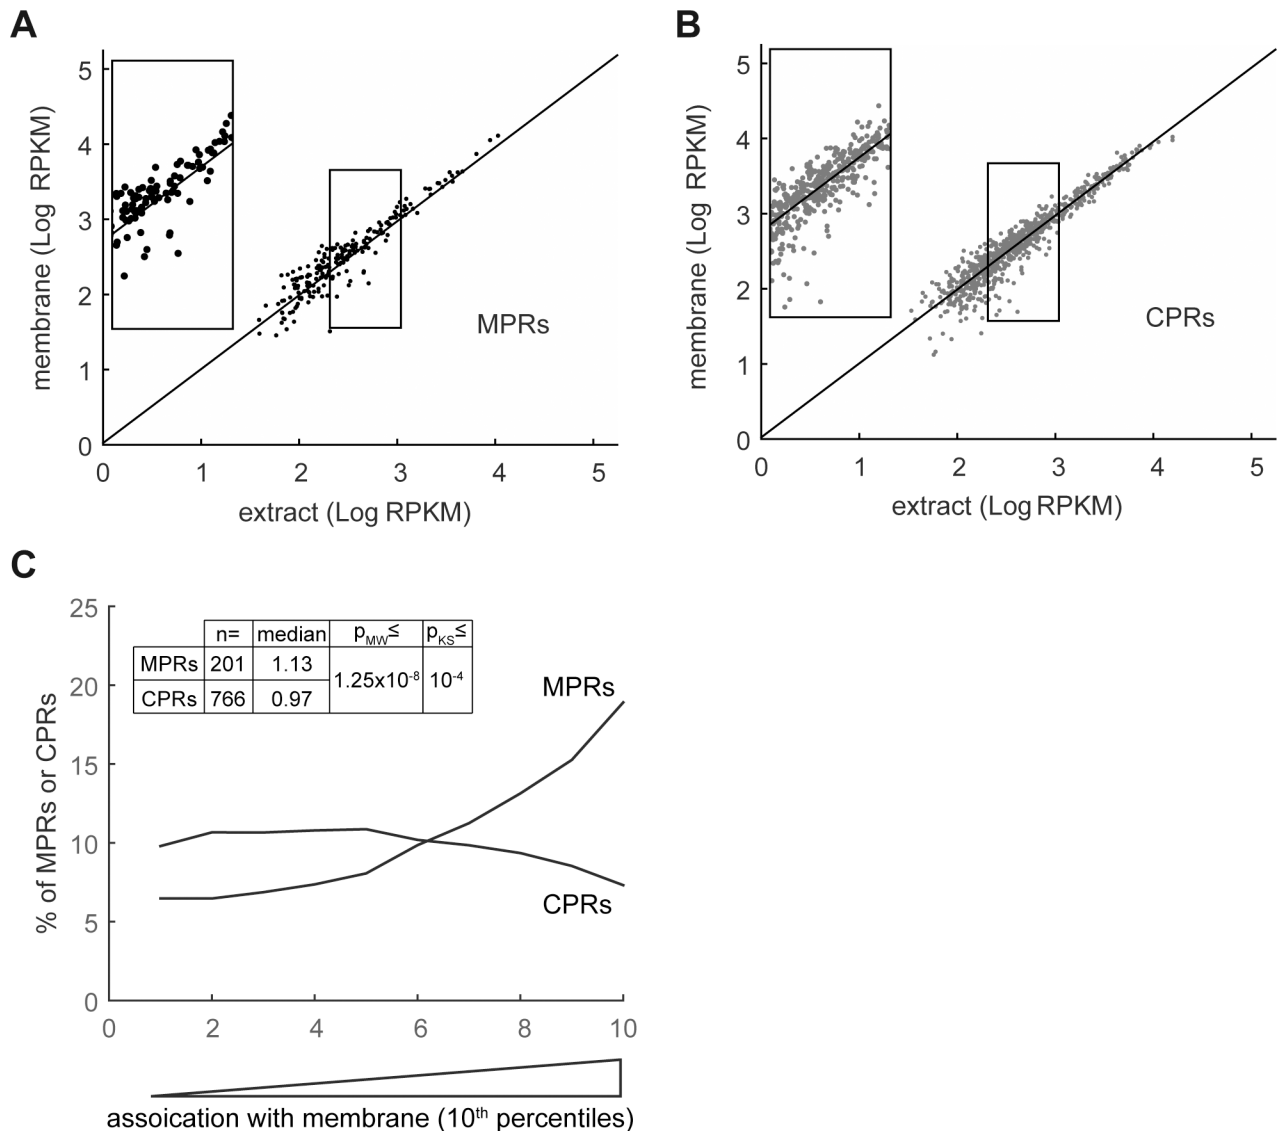 A
membrane (Log RPKM)
5
4
3
2
1
0
MPRs
0 1 2 3 4 5
extract (Log RPKM)
B
membrane (Log RPKM)
5
4
3
2
1
0
CPRs
0 1 2 3 4 5
extract (Log RPKM)
C
% of MPRs or CPRs
25
20
15
10
5
0
n= median pMW≤ pKS≤
MPRs 201 1.13 1.25x10-8 10-4
CPRs 766 0.97
MPRs
CPRs
0 2 4 6 8 10
assoication with membrane (10th percentiles)